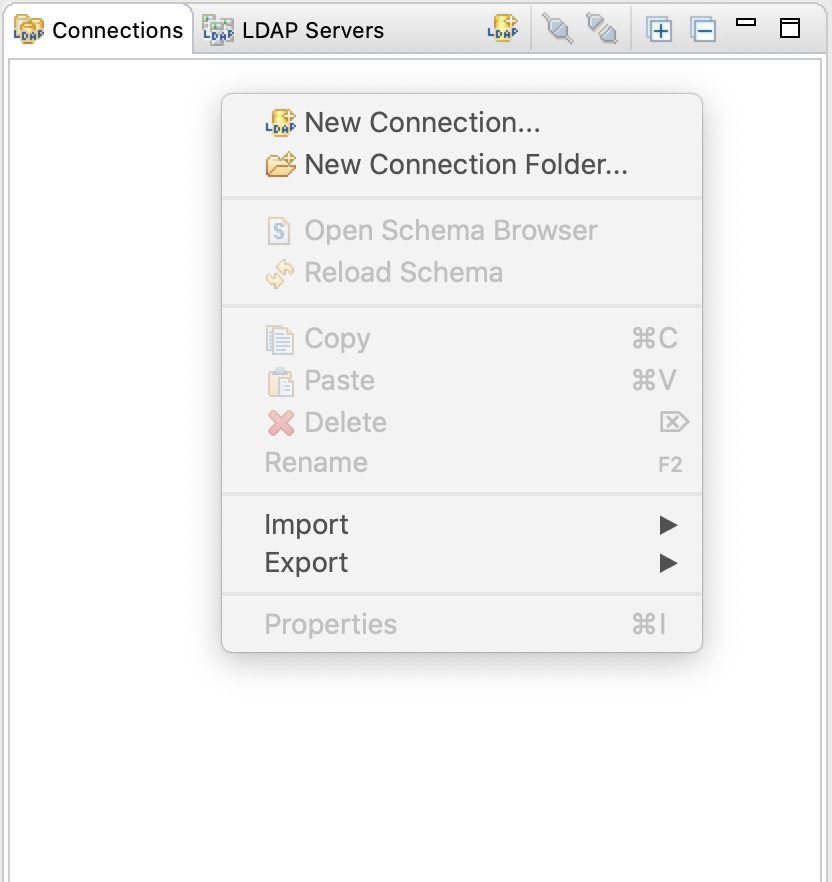 Connections LDAP Servers LDAP
New Connection...
New Connection Folder...
Open Schema Browser
Reload Schema
Copy ⌘C
Paste ⌘V
Delete ⌦
Rename F2
Import ▶
Export ▶
Properties ⌘I